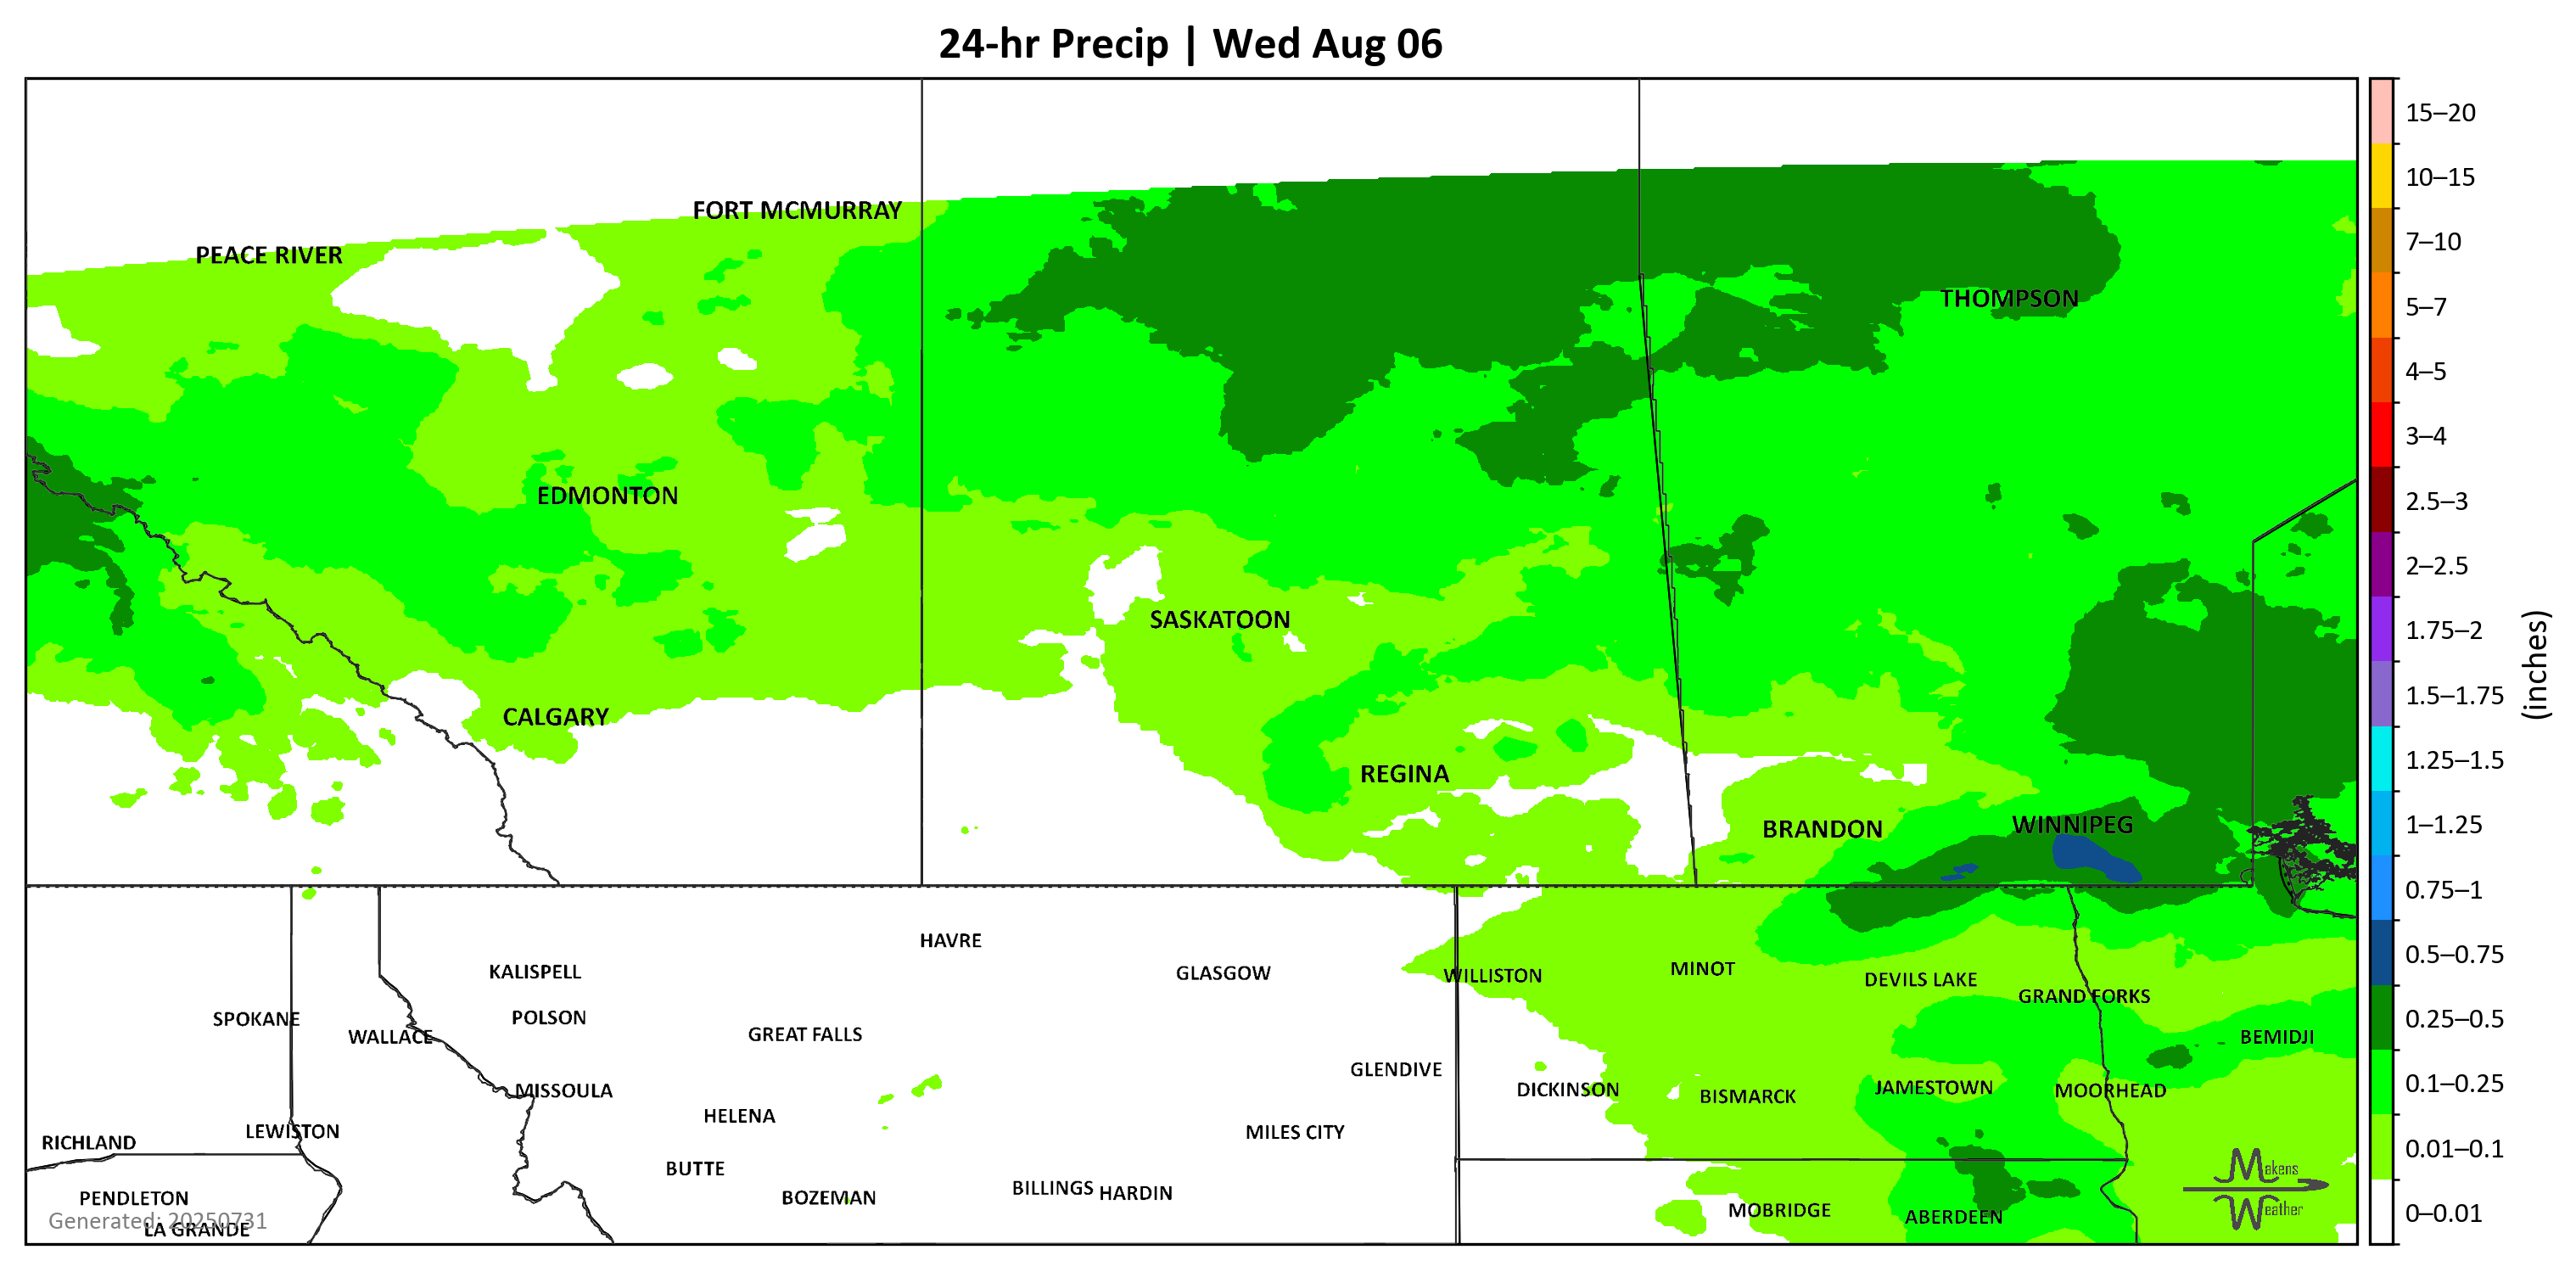 24-hr Precip | Wed Aug 06
15–20
10–15
7–10
5–7
4–5
3–4
2.5–3
2–2.5
1.75–2
1.5–1.75
1.25–1.5
1–1.25
0.75–1
0.5–0.75
0.25–0.5
0.1–0.25
0.01–0.1
0–0.01
(inches)
FORT MCMURRAY
PEACE RIVER
THOMPSON
EDMONTON
SASKATOON
CALGARY
REGINA
BRANDON
WINNIPEG
HAVRE
KALISPELL
GLASGOW
WILLISTON
MINOT
DEVILS LAKE
GRAND FORKS
SPOKANE
WALLACE
POLSON
GREAT FALLS
BEMIDJI
GLENDIVE
MISSOULA
DICKINSON
BISMARCK
JAMESTOWN
MOORHEAD
HELENA
RICHLAND
LEWISTON
MILES CITY
BUTTE
PENDLETON
BOZEMAN
BILLINGS
HARDIN
MOBRIDGE
ABERDEEN
Generated: 20250731
LA GRANDE
Makens
Weather